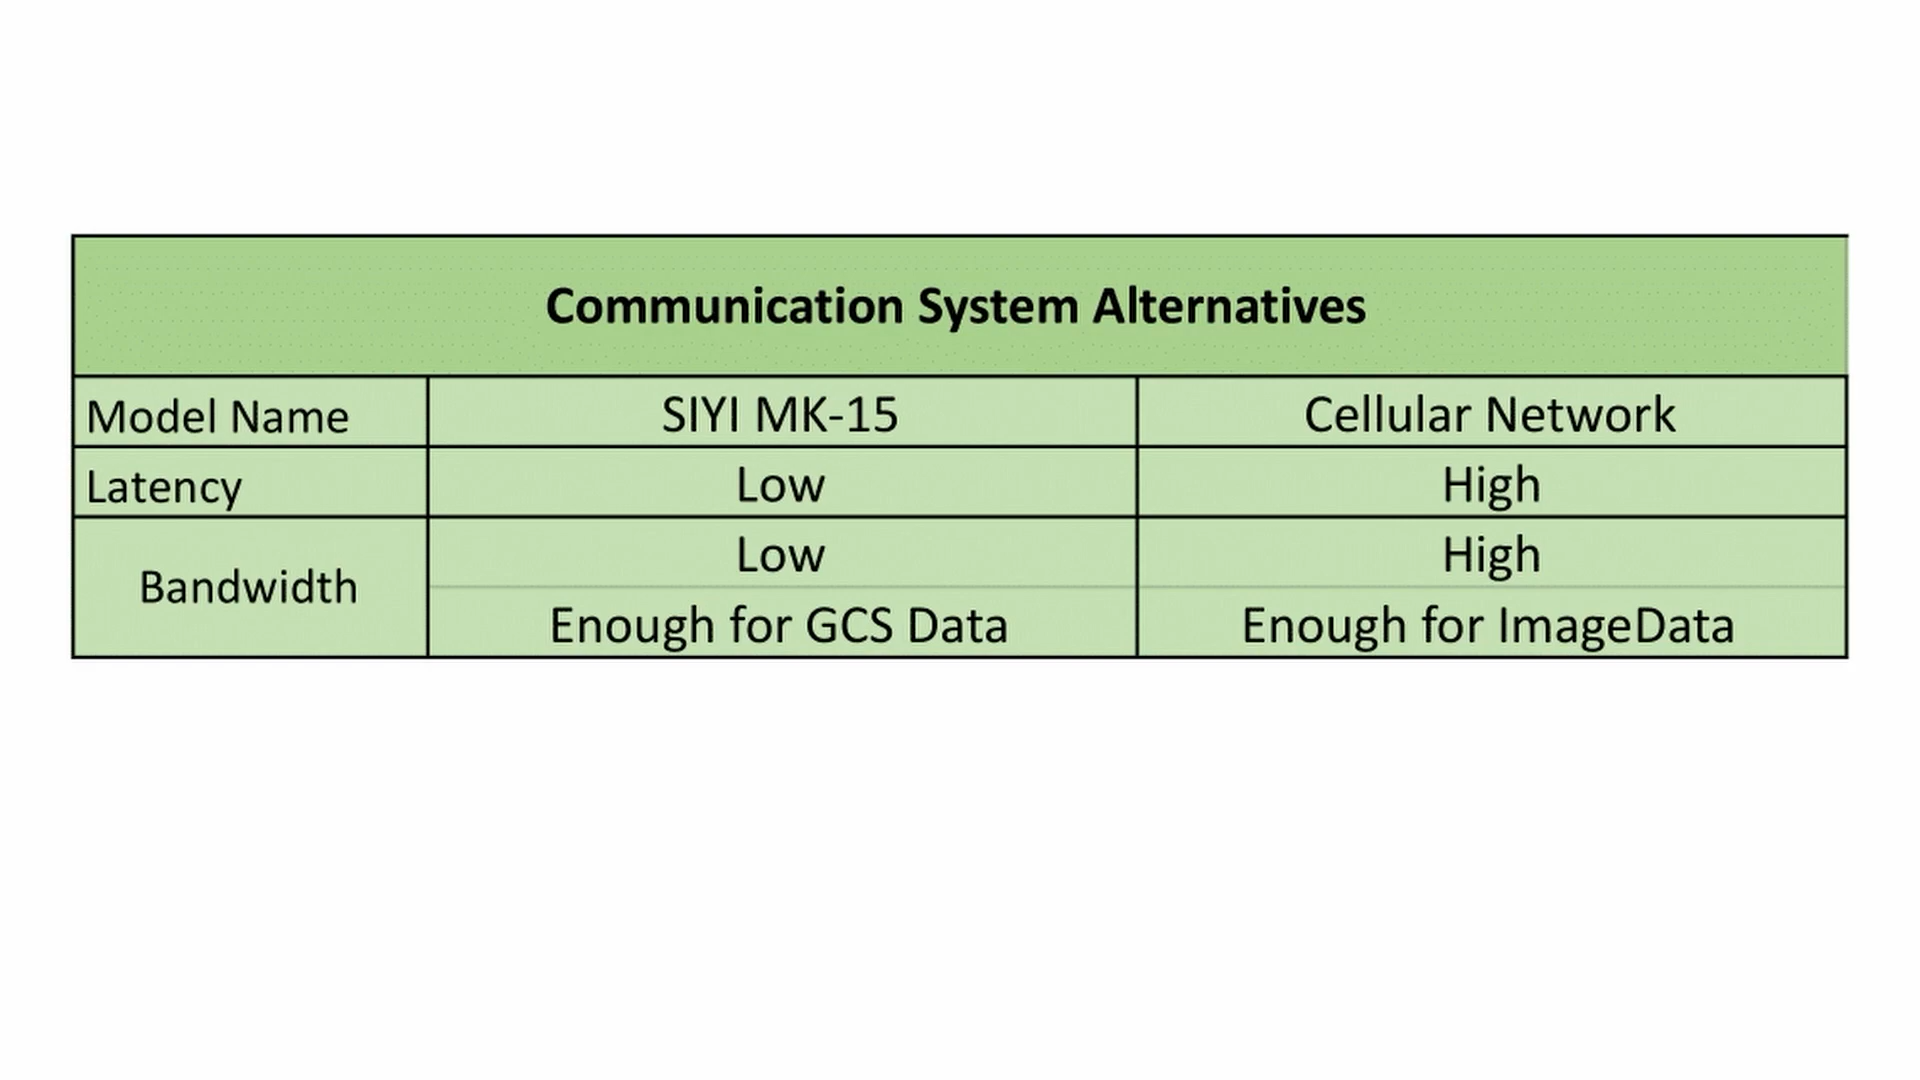 Communication System Alternatives
Model Name SIYI MK-15 Cellular Network
Latency Low High
Bandwidth Low High
Enough for GCS Data Enough for ImageData